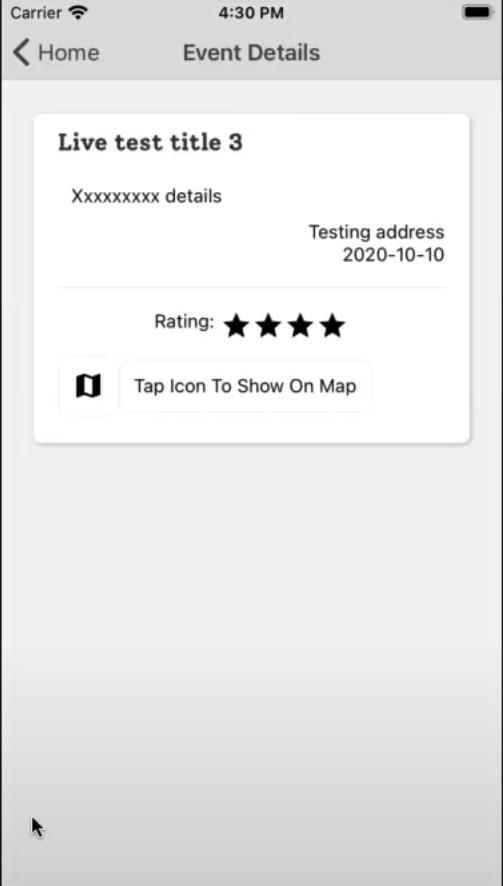 Carrier 4:30 PM
Home Event Details
Live test title 3
Xxxxxxxxx details
Testing address
2020-10-10
Rating:
Tap Icon To Show On Map